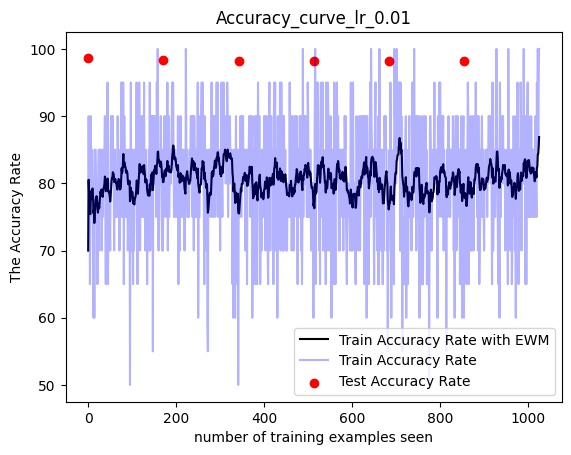 Accuracy_curve_lr_0.01
The Accuracy Rate
100
90
80
70
60
50
0
200
400
600
800
1000
number of training examples seen
Train Accuracy Rate with EWM
Train Accuracy Rate
Test Accuracy Rate